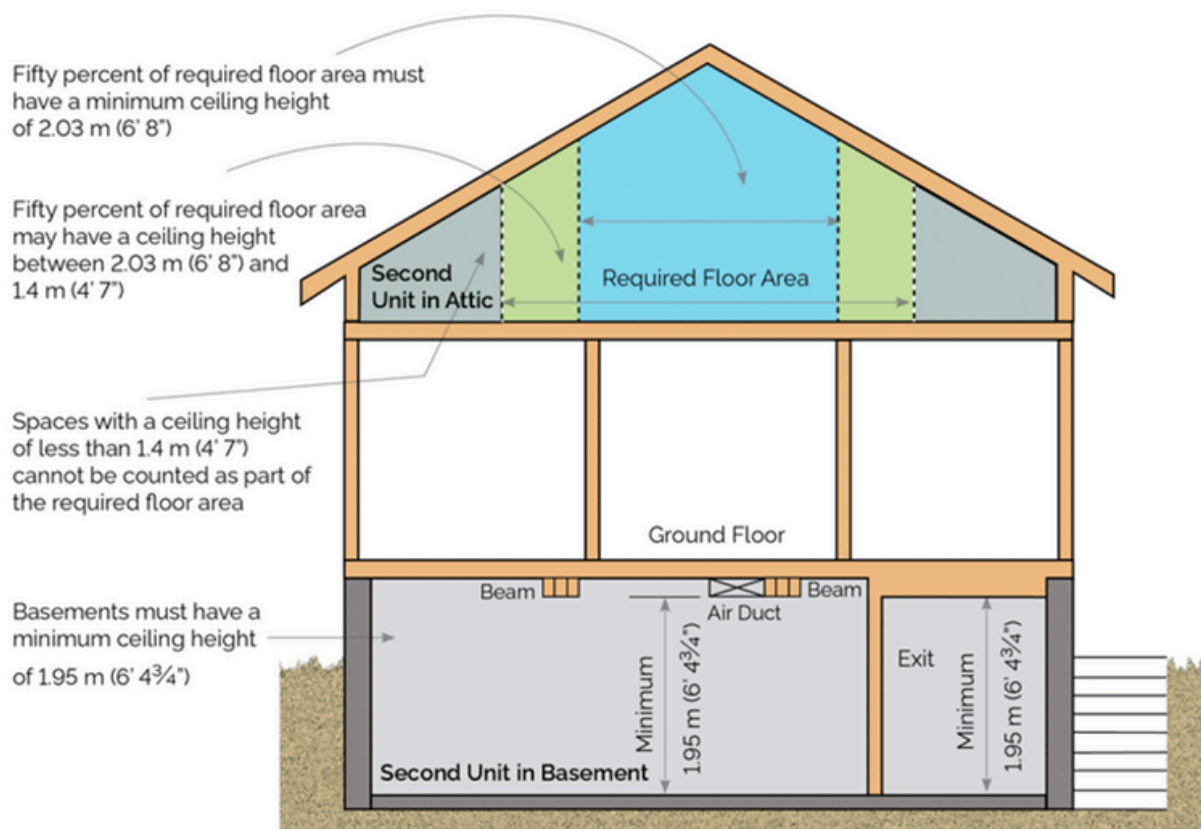 Fifty percent of required floor area must
have a minimum ceiling height
of 2.03 m (6' 8")
Fifty percent of required floor area
may have a ceiling height
between 2.03 m (6' 8") and
1.4 m (4' 7")
Second
Unit in Attic
Required Floor Area
Spaces with a ceiling height
of less than 1.4 m (4' 7")
cannot be counted as part of
the required floor area
Ground Floor
Beam
Beam
Air Duct
Basements must have a
minimum ceiling height
of 1.95 m (6' 4¾")
Minimum
1.95 m (6' 4¾")
Exit
Minimum
1.95 m (6' 4¾")
Second Unit in Basement